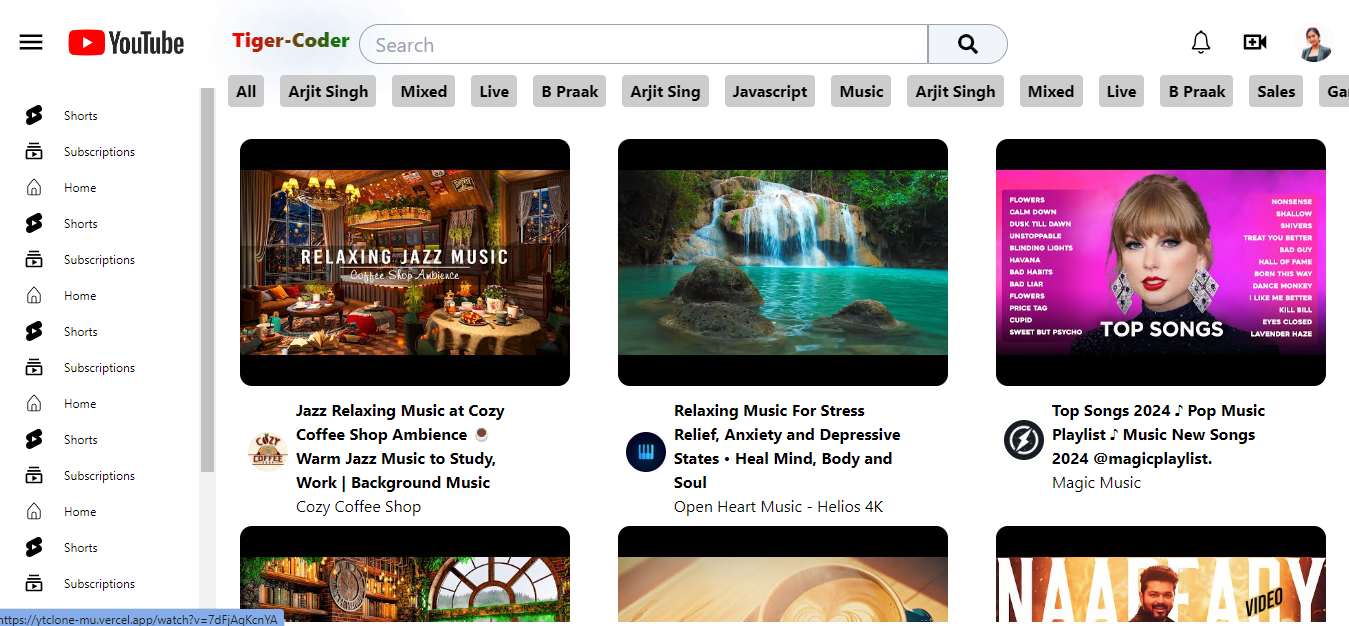 YouTube
Tiger-Coder
Search
All Arjit Singh Mixed Live B Praak Arjit Sing Javascript Music Arjit Singh Mixed Live B Praak Sales
Shorts
Subscriptions
Home
Shorts
Subscriptions
Home
Shorts
Subscriptions
Home
Shorts
Subscriptions
Home
Shorts
Subscriptions
RELAXING JAZZ MUSIC
Coffee Shop Ambience
FLOWERS
CALM DOWN
DUSK TILL DAWN
UNSTOPPABLE
BLINDING LIGHTS
HAVANA
BAD HABITS
BAD LIAR
FLOWERS
PRICE TAG
CUPID
SWEET BUT PSYCHO
NONSENSE
SHALLOW
SHIVERS
TREAT YOU BETTER
BAD GUY
HALL OF FAME
BORN THIS WAY
DANCE MONKEY
I LIKE ME BETTER
KILL BILL
EYES CLOSED
LAVENDER HAZE
TOP SONGS
COZY
COFFEE
Jazz Relaxing Music at Cozy
Coffee Shop Ambience ☕
Warm Jazz Music to Study,
Work | Background Music
Cozy Coffee Shop
Relaxing Music For Stress
Relief, Anxiety and Depressive
States • Heal Mind, Body and
Soul
Open Heart Music - Helios 4K
Top Songs 2024 ♪ Pop Music
Playlist ♪ Music New Songs
2024 @magicplaylist.
Magic Music
NAAREADY
VIDEO
https://ytclone-mu.vercel.app/watch?v=7dFjAqKcnYA